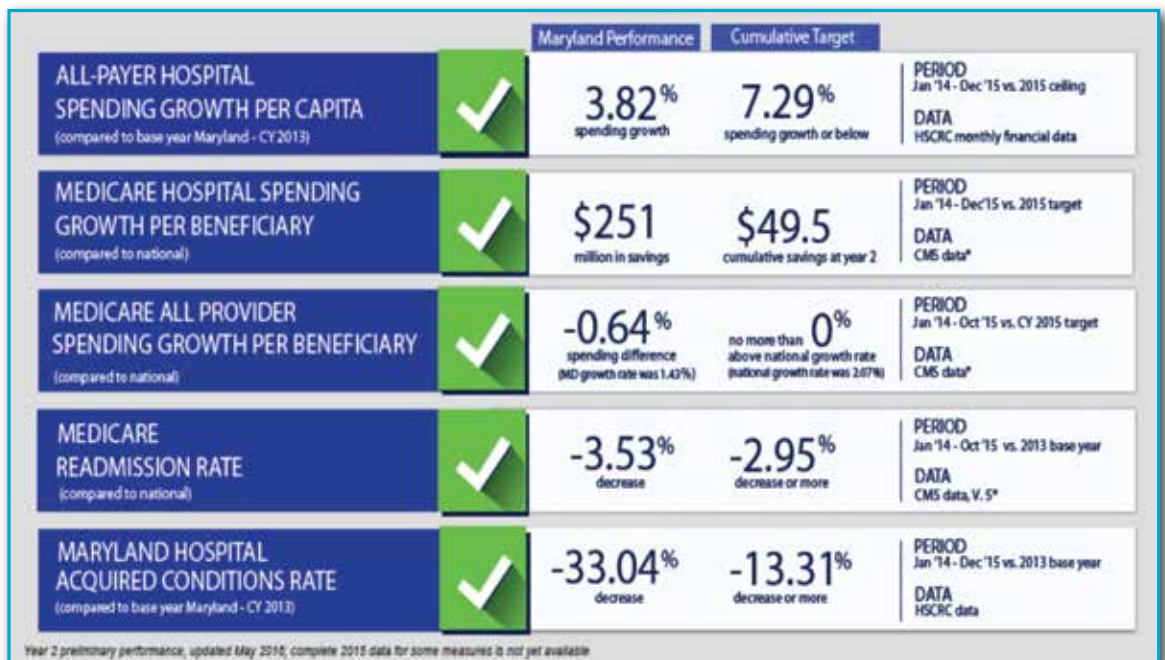 Maryland Performance
Cumulative Target
ALL-PAYER HOSPITAL
SPENDING GROWTH PER CAPITA
(compared to base year Maryland - CY 2013)
3.82%
spending growth
7.29%
spending growth or below
PERIOD
Jan '14 - Dec '15 vs. 2015 ceiling
DATA
HSCRC monthly financial data
MEDICARE HOSPITAL SPENDING
GROWTH PER BENEFICIARY
(compared to national)
$251
million in savings
$49.5
cumulative savings at year 2
PERIOD
Jan '14 - Dec'15 vs. 2015 target
DATA
CMS data*
MEDICARE ALL PROVIDER
SPENDING GROWTH PER BENEFICIARY
(compared to national)
-0.64%
spending difference
(MD growth rate was 1.43%)
no more than 0%
above national growth rate
(national growth rate was 2.07%)
PERIOD
Jan '14 - Oct '15 vs. CY 2015 target
DATA
CMS data*
MEDICARE
READMISSION RATE
(compared to national)
-3.53%
decrease
-2.95%
decrease or more
PERIOD
Jan '14 - Oct '15 vs. 2013 base year
DATA
CMS data, V. 5*
MARYLAND HOSPITAL
ACQUIRED CONDITIONS RATE
(compared to base year Maryland - CY 2013)
-33.04%
decrease
-13.31%
decrease or more
PERIOD
Jan '14 - Dec '15 vs. 2013 base year
DATA
HSCRC data
Year 2 preliminary performance, updated May 2016; complete 2015 data for some measures is not yet available